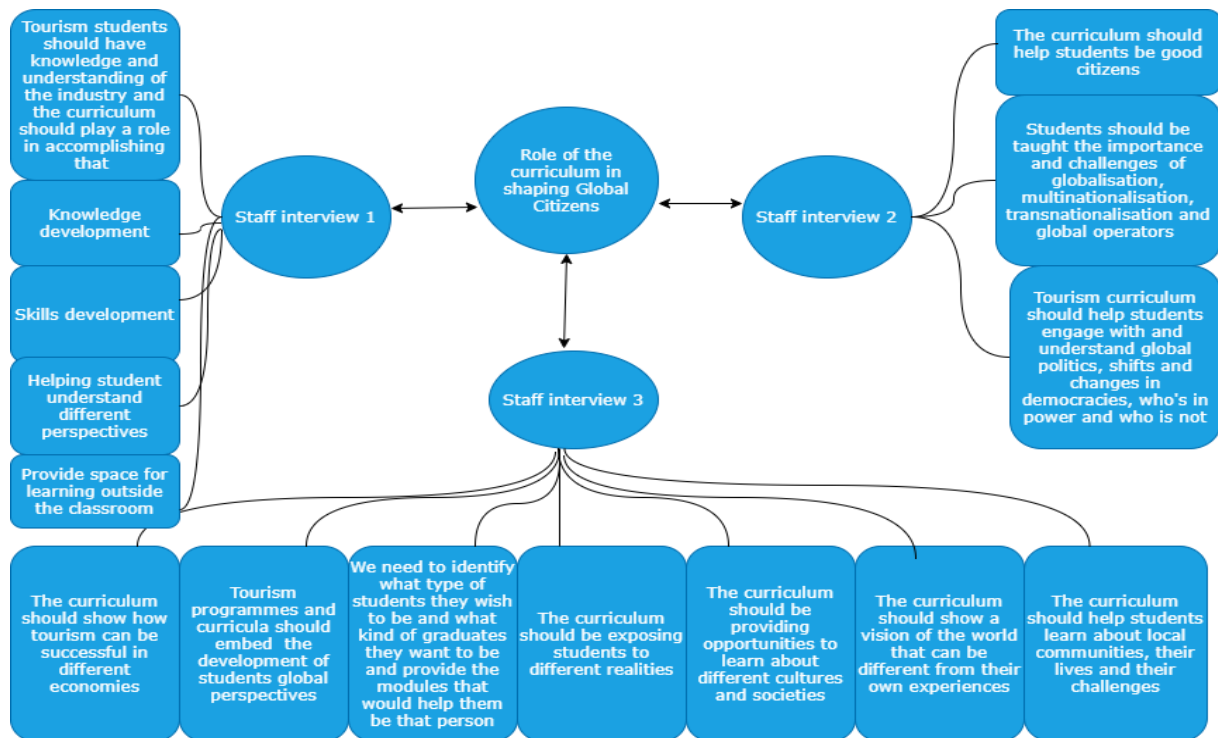 Tourism students
should have
knowledge and
understanding of
the industry and
the curriculum
should play a role
in accomplishing
that
Knowledge
development
Skills development
Helping student
understand
different
perspectives
Provide space for
learning outside
the classroom
Staff interview 1
Role of the
curriculum in
shaping Global
Citizens
Staff interview 2
The curriculum should
help students be good
citizens
Students should be
taught the importance
and challenges of
globalisation,
multinationalisation,
transnationalisation and
global operators
Tourism curriculum
should help students
engage with and
understand global
politics, shifts and
changes in
democracies, who's in
power and who is not
Staff interview 3
The curriculum
should show how
tourism can be
successful in
different
economies
Tourism
programmes and
curricula should
embed the
development of
students global
perspectives
We need to identify
what type of
students they wish
to be and what
kind of graduates
they want to be
and provide the
modules that
would help them
be that person
The curriculum
should be exposing
students to
different realities
The curriculum
should be
providing
opportunities to
learn about
different cultures
and societies
The curriculum
should show a
vision of the world
that can be
different from their
own experiences
The curriculum
should help students
learn about local
communities, their
lives and their
challenges